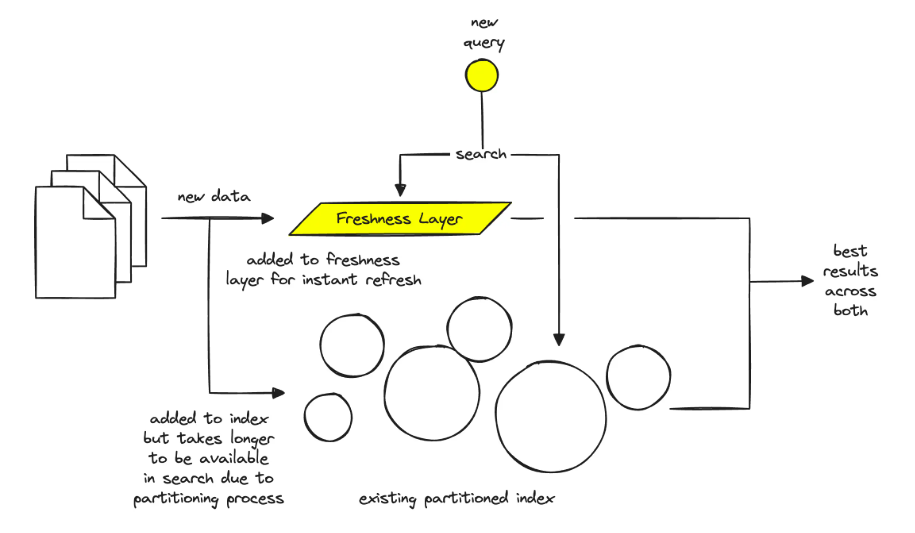 new
query
search
new data
Freshness Layer
added to freshness
layer for instant refresh
best
results
across
both
added to index
but takes longer
to be available
in search due to
partitioning process
existing partitioned index